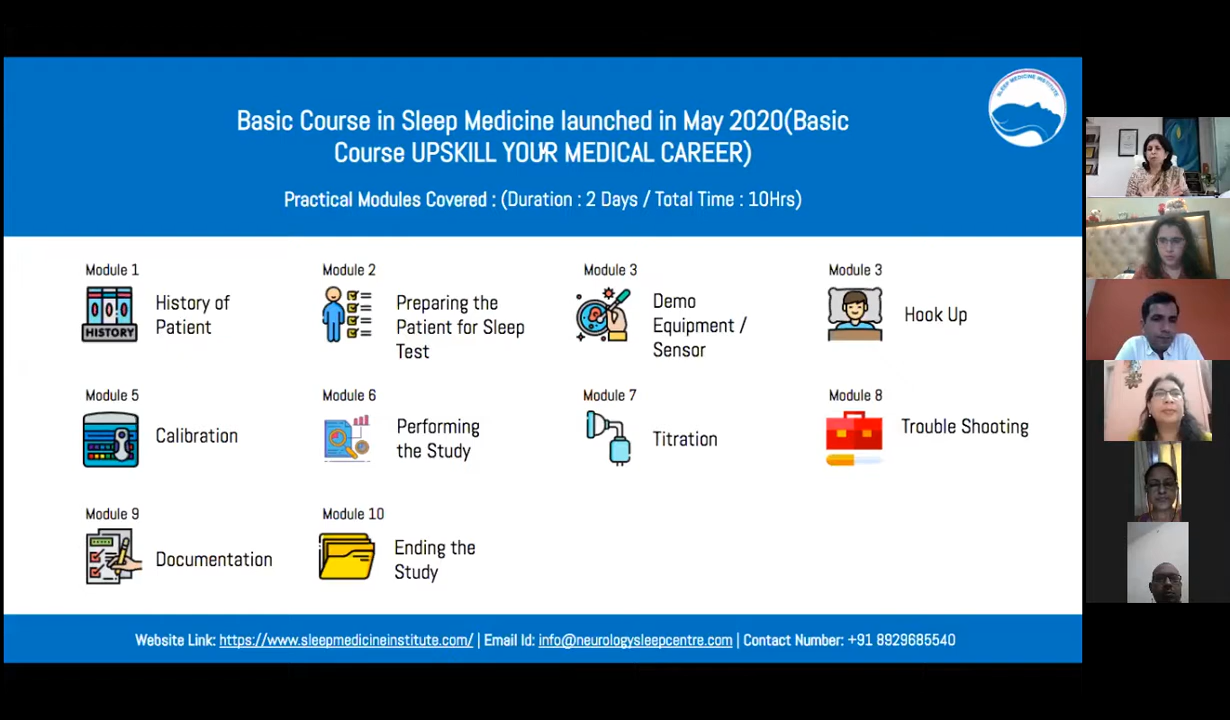 Basic Course in Sleep Medicine launched in May 2020(Basic
Course UPSKILL YOUR MEDICAL CAREER)
SLEEP MEDICINE INSTITUTE
Practical Modules Covered : (Duration : 2 Days / Total Time : 10Hrs)
Module 1
HISTORY
History of
Patient
Module 2
Preparing the
Patient for Sleep
Test
Module 3
Demo
Equipment /
Sensor
Module 3
Hook Up
Module 5
Calibration
Module 6
Performing
the Study
Module 7
Titration
Module 8
Trouble Shooting
Module 9
Documentation
Module 10
Ending the
Study
Website Link: https://www.sleepmedicineinstitute.com/ | Email Id: info@neurologysleepcentre.com | Contact Number: +91 8929685540